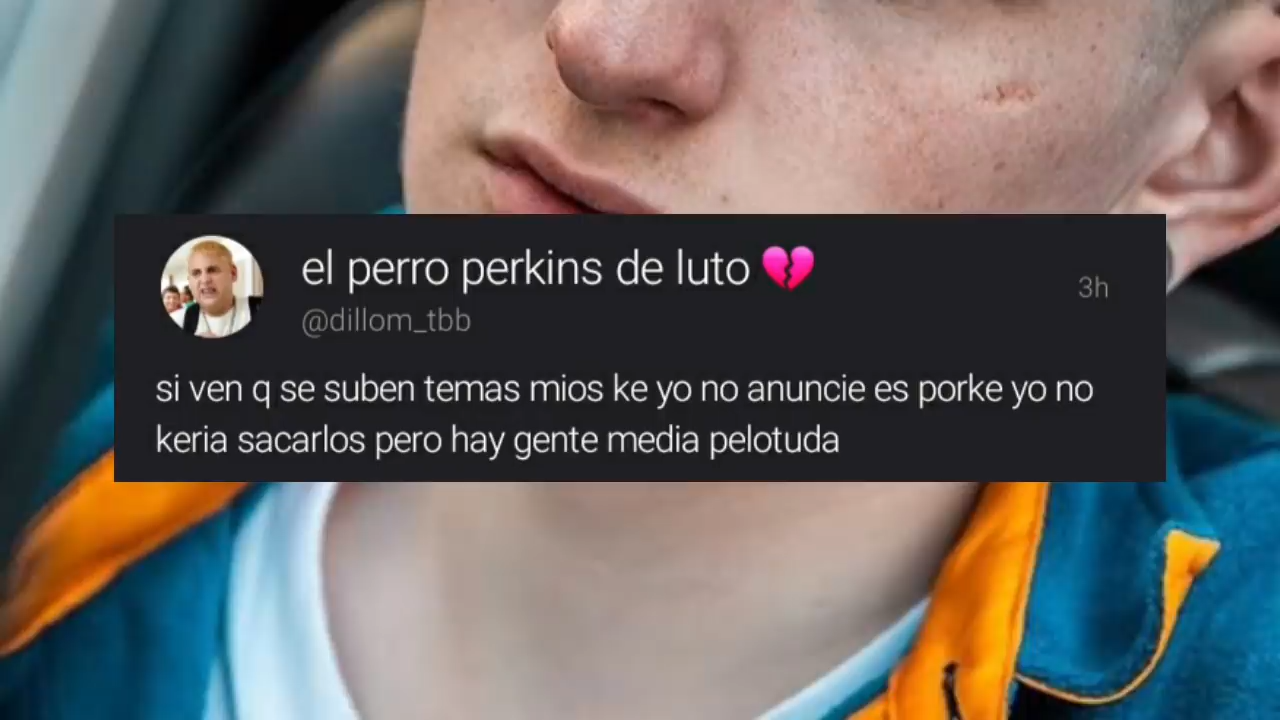 el perro perkins de luto 💔
@dillom_tbb
3h
si ven q se suben temas mios ke yo no anuncie es porke yo no
keria sacarlos pero hay gente media pelotuda